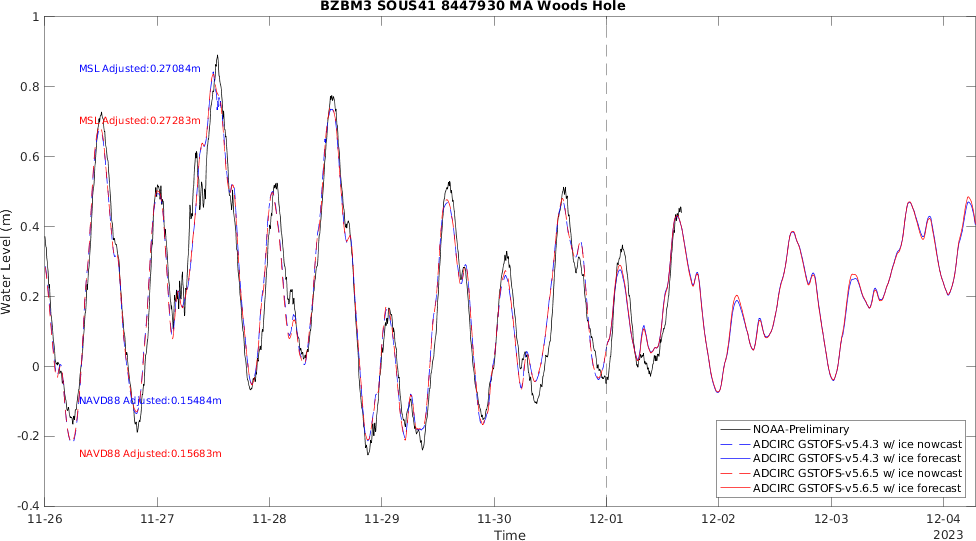 BZBM3 SOUS41 8447930 MA Woods Hole
Water Level (m)
1
0.8
0.6
0.4
0.2
0
-0.2
-0.4
MSL Adjusted:0.27084m
MSL Adjusted:0.27283m
NAVD88 Adjusted:0.15484m
NAVD88 Adjusted:0.15683m
NOAA-Preliminary
ADCIRC GSTOFS-v5.4.3 w/ ice nowcast
ADCIRC GSTOFS-v5.4.3 w/ ice forecast
ADCIRC GSTOFS-v5.6.5 w/ ice nowcast
ADCIRC GSTOFS-v5.6.5 w/ ice forecast
11-26 11-27 11-28 11-29 11-30 12-01 12-02 12-03 12-04
Time 2023